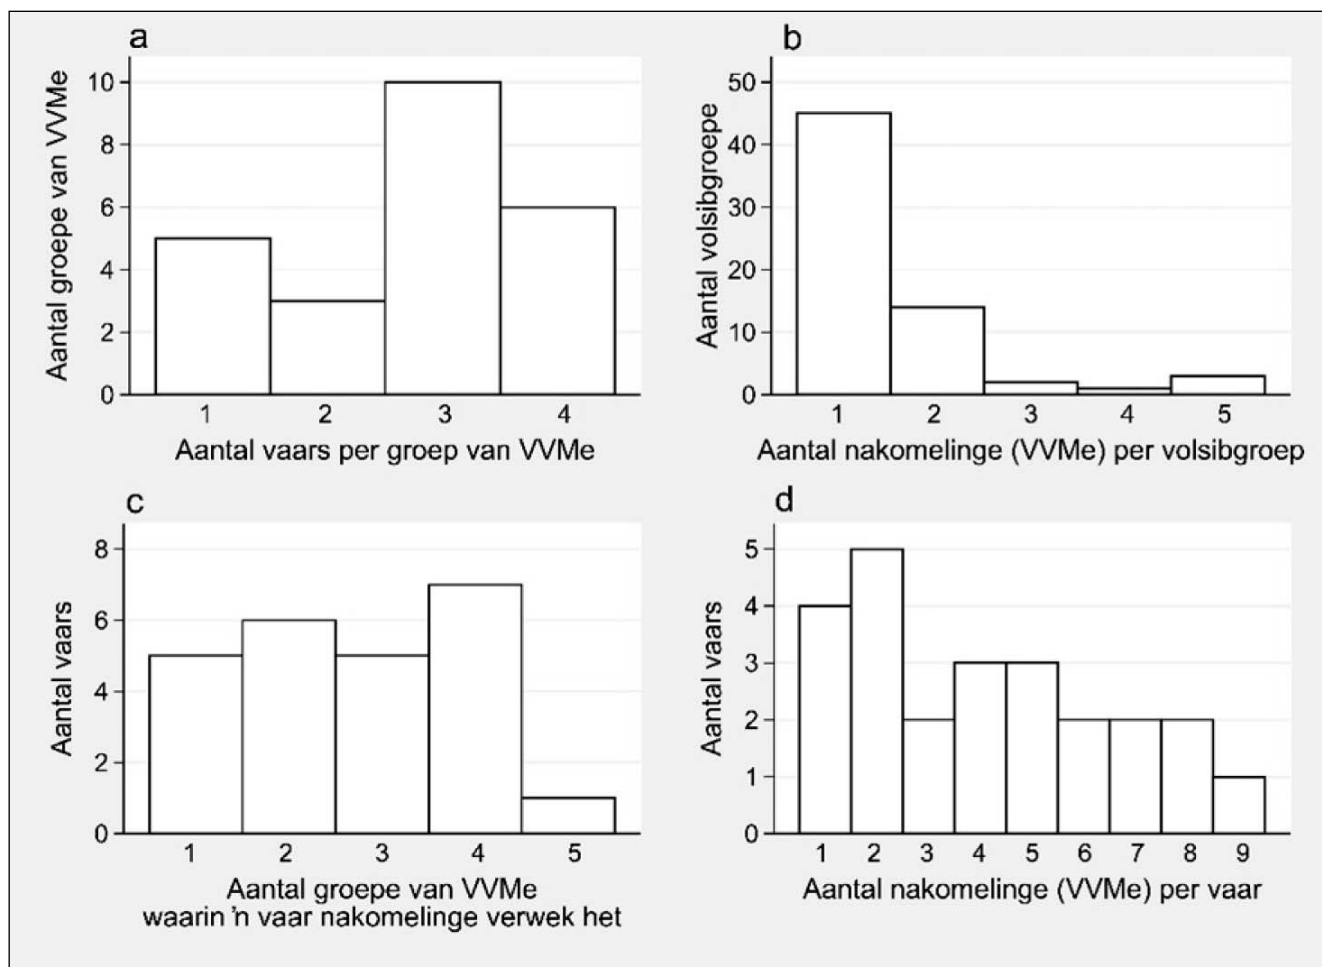 a
Aantal groepe van VVMe
10
8
6
4
2
0
1 2 3 4
Aantal vaars per groep van VVMe
b
Aantal volsibgroepe
50
40
30
20
10
0
1 2 3 4 5
Aantal nakomelinge (VVMe) per volsibgroep
c
Aantal vaars
8
6
4
2
0
1 2 3 4 5
Aantal groepe van VVMe
waarin 'n vaar nakomelinge verwek het
d
Aantal vaars
5
4
3
2
1
0
1 2 3 4 5 6 7 8 9
Aantal nakomelinge (VVMe) per vaar